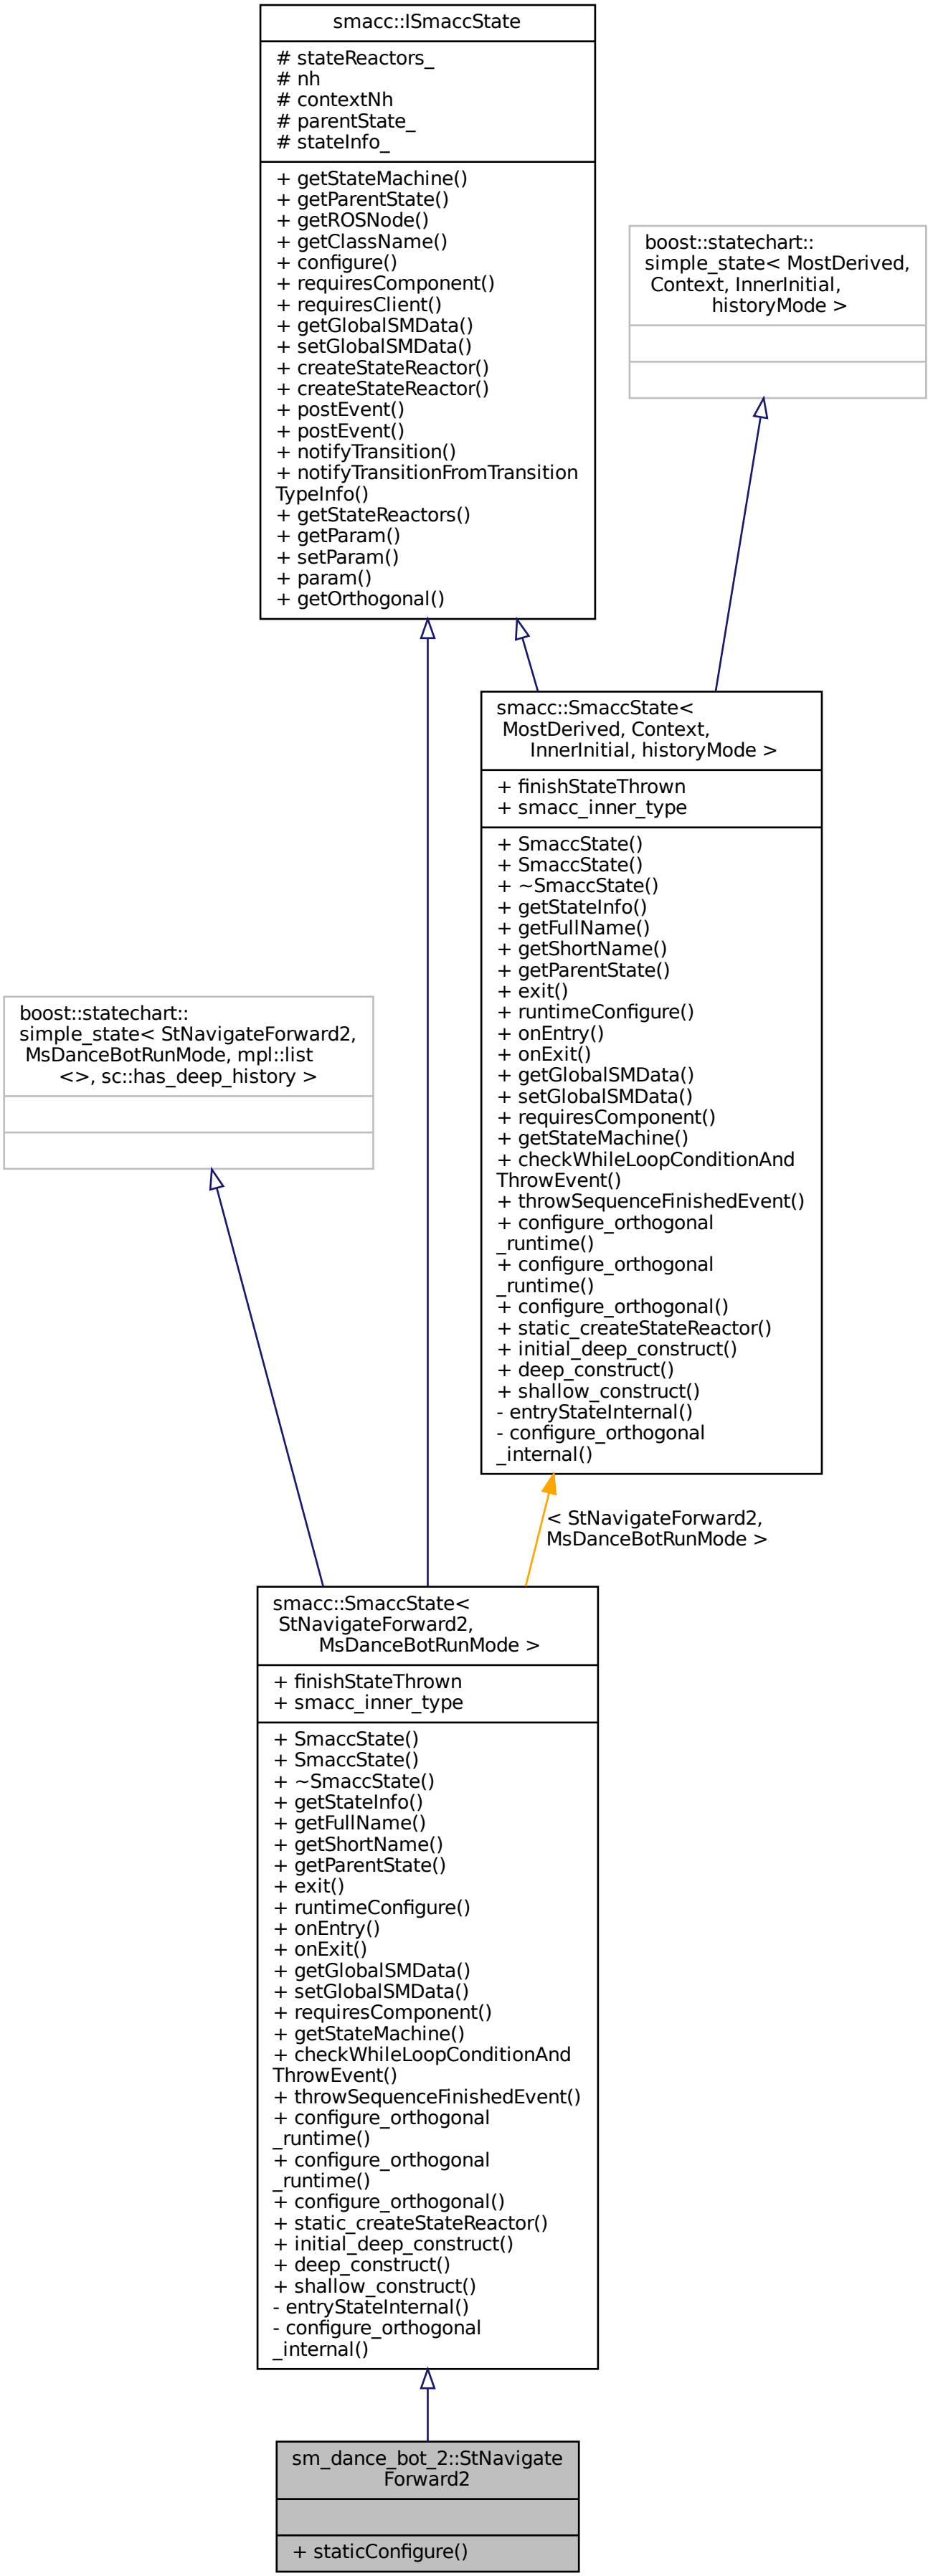 smacc::ISmaccState
# stateReactors_
# nh
# contextNh
# parentState_
# stateInfo_
+ getStateMachine()
+ getParentState()
+ getROSNode()
+ getClassName()
+ configure()
+ requiresComponent()
+ requiresClient()
+ getGlobalSMData()
+ setGlobalSMData()
+ createStateReactor()
+ createStateReactor()
+ postEvent()
+ postEvent()
+ notifyTransition()
+ notifyTransitionFromTransition
TypeInfo()
+ getStateReactors()
+ getParam()
+ setParam()
+ param()
+ getOrthogonal()
boost::statechart::
simple_state< MostDerived,
Context, InnerInitial,
historyMode >
smacc::SmaccState<
MostDerived, Context,
InnerInitial, historyMode >
+ finishStateThrown
+ smacc_inner_type
+ SmaccState()
+ SmaccState()
+ ~SmaccState()
+ getStateInfo()
+ getFullName()
+ getShortName()
+ getParentState()
+ exit()
+ runtimeConfigure()
+ onEntry()
+ onExit()
+ getGlobalSMData()
+ setGlobalSMData()
+ requiresComponent()
+ getStateMachine()
+ checkWhileLoopConditionAnd
ThrowEvent()
+ throwSequenceFinishedEvent()
+ configure_orthogonal
_runtime()
+ configure_orthogonal
_runtime()
+ configure_orthogonal()
+ static_createStateReactor()
+ initial_deep_construct()
+ deep_construct()
+ shallow_construct()
- entryStateInternal()
- configure_orthogonal
_internal()
boost::statechart::
simple_state< StNavigateForward2,
MsDanceBotRunMode, mpl::list
<>, sc::has_deep_history >
< StNavigateForward2,
MsDanceBotRunMode >
smacc::SmaccState<
StNavigateForward2,
MsDanceBotRunMode >
+ finishStateThrown
+ smacc_inner_type
+ SmaccState()
+ SmaccState()
+ ~SmaccState()
+ getStateInfo()
+ getFullName()
+ getShortName()
+ getParentState()
+ exit()
+ runtimeConfigure()
+ onEntry()
+ onExit()
+ getGlobalSMData()
+ setGlobalSMData()
+ requiresComponent()
+ getStateMachine()
+ checkWhileLoopConditionAnd
ThrowEvent()
+ throwSequenceFinishedEvent()
+ configure_orthogonal
_runtime()
+ configure_orthogonal
_runtime()
+ configure_orthogonal()
+ static_createStateReactor()
+ initial_deep_construct()
+ deep_construct()
+ shallow_construct()
- entryStateInternal()
- configure_orthogonal
_internal()
sm_dance_bot_2::StNavigate
Forward2
+ staticConfigure()